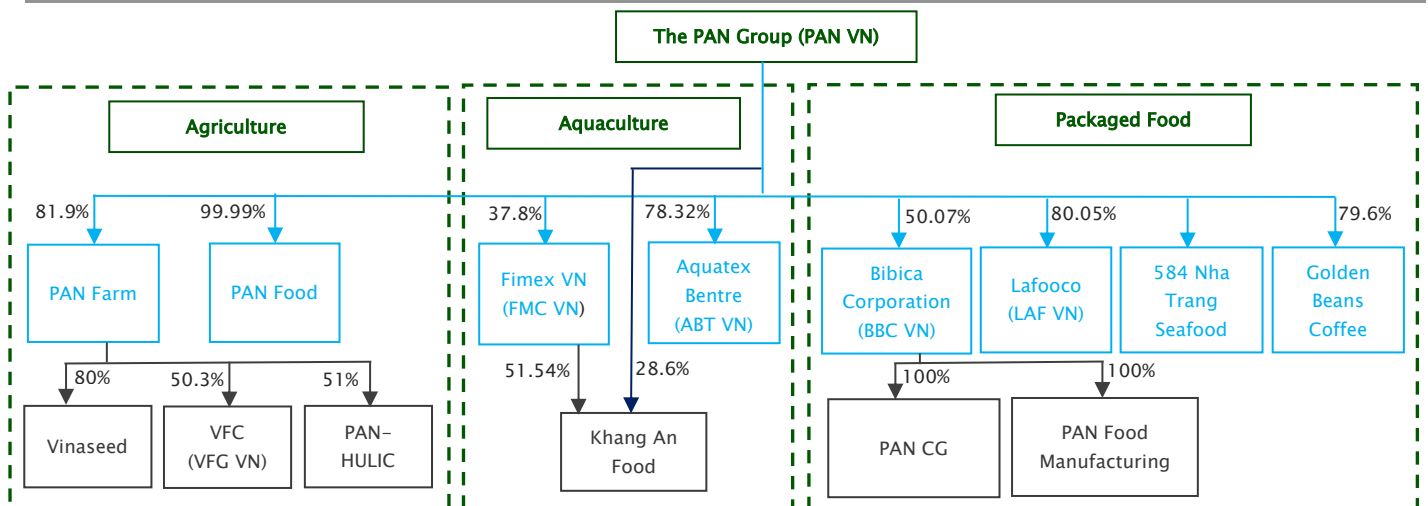 The PAN Group (PAN VN)
Agriculture
Aquaculture
Packaged Food
81.9%
99.99%
37.8%
78.32%
50.07%
80.05%
79.6%
PAN Farm
PAN Food
Fimex VN
(FMC VN)
Aquatex
Bentre
(ABT VN)
Bibica
Corporation
(BBC VN)
Lafooco
(LAF VN)
584 Nha
Trang
Seafood
Golden
Beans
Coffee
80%
50.3%
51%
51.54%
28.6%
100%
100%
Vinaseed
VFC
(VFG VN)
PAN-
HULIC
Khang An
Food
PAN CG
PAN Food
Manufacturing